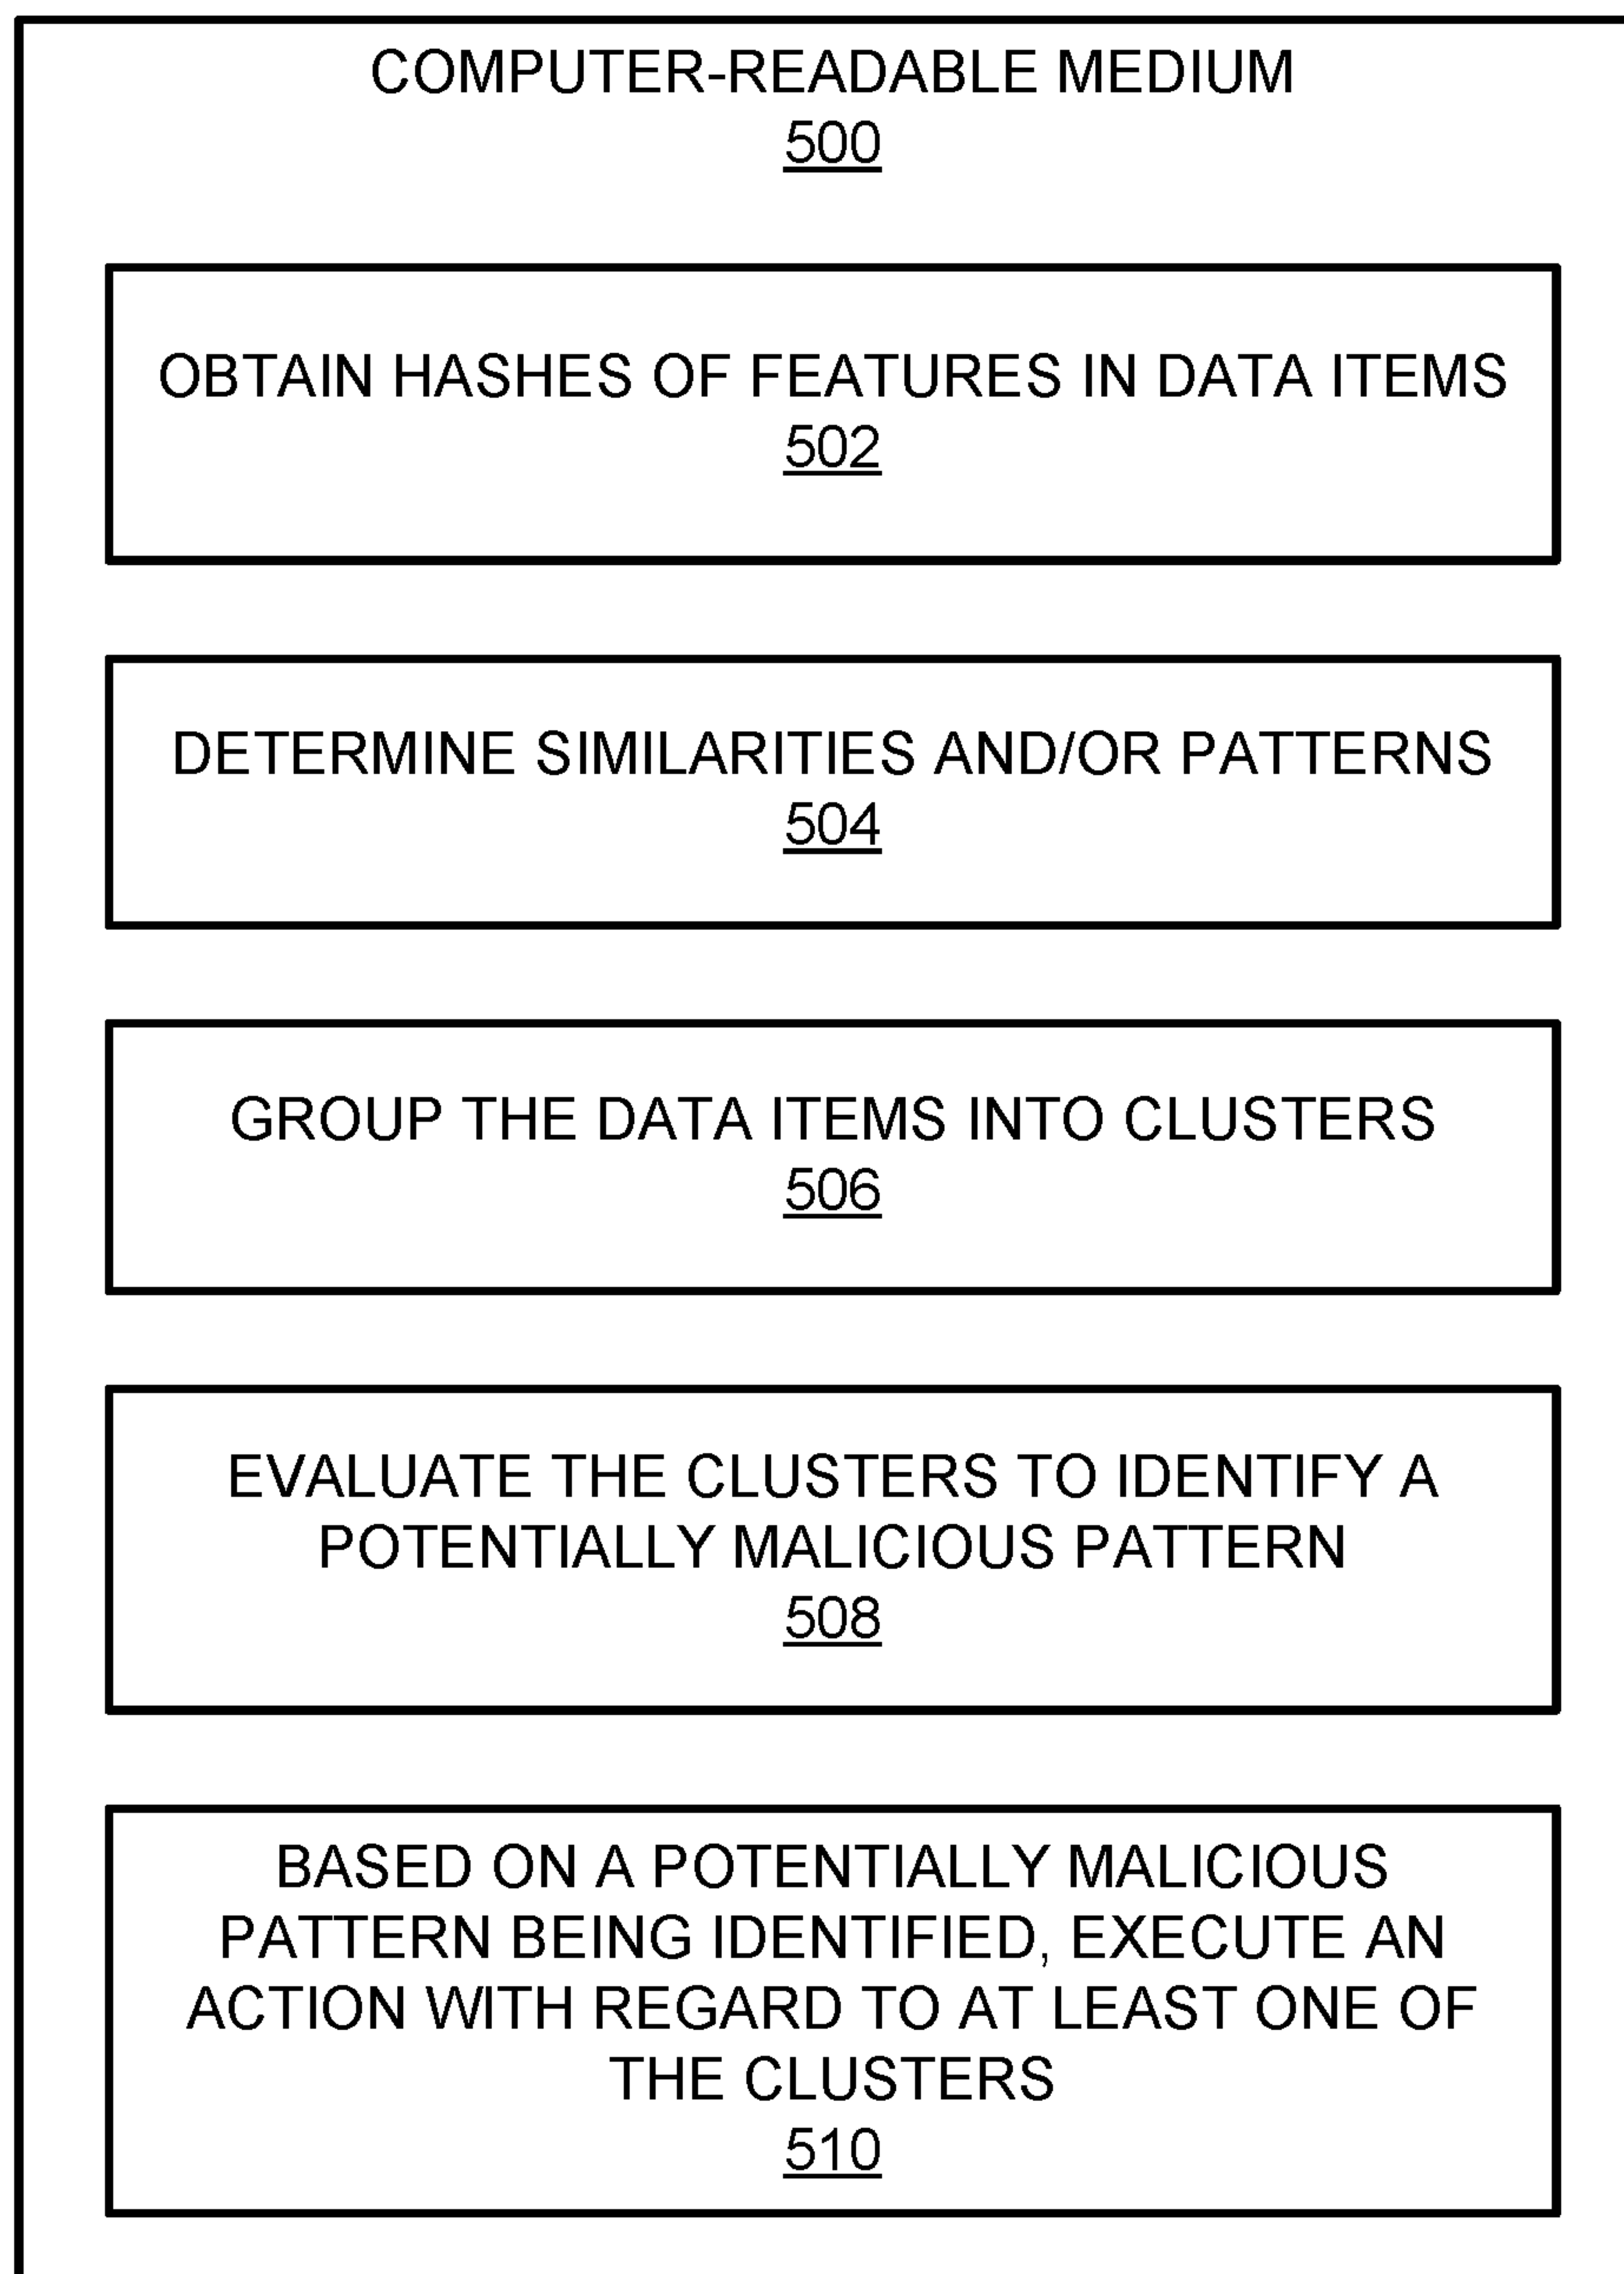 COMPUTER-READABLE MEDIUM
500
OBTAIN HASHES OF FEATURES IN DATA ITEMS
502
DETERMINE SIMILARITIES AND/OR PATTERNS
504
GROUP THE DATA ITEMS INTO CLUSTERS
506
EVALUATE THE CLUSTERS TO IDENTIFY A
POTENTIALLY MALICIOUS PATTERN
508
BASED ON A POTENTIALLY MALICIOUS
PATTERN BEING IDENTIFIED, EXECUTE AN
ACTION WITH REGARD TO AT LEAST ONE OF
THE CLUSTERS
510